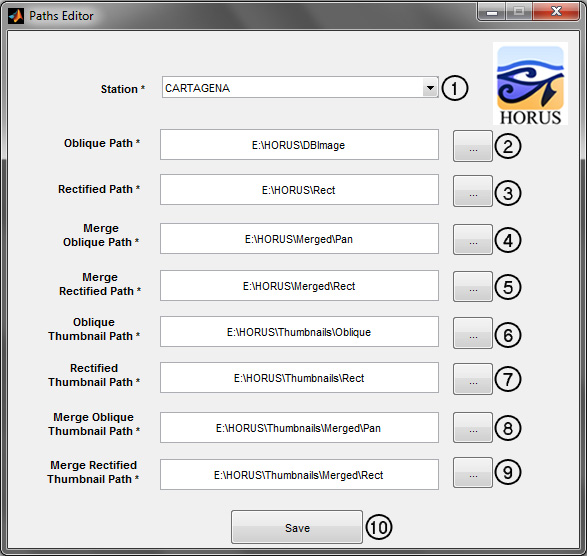 Paths Editor
HORUS
Station *
CARTAGENA
1
Oblique Path *
E:\HORUS\DBImage
...
2
Rectified Path *
E:\HORUS\Rect
...
3
Merge
Oblique Path *
E:\HORUS\Merged\Pan
...
4
Merge
Rectified Path *
E:\HORUS\Merged\Rect
...
5
Oblique
Thumbnail Path *
E:\HORUS\Thumbnails\Oblique
...
6
Rectified
Thumbnail Path *
E:\HORUS\Thumbnails\Rect
...
7
Merge Oblique
Thumbnail Path *
E:\HORUS\Thumbnails\Merged\Pan
...
8
Merge Rectified
Thumbnail Path *
E:\HORUS\Thumbnails\Merged\Rect
...
9
Save
10